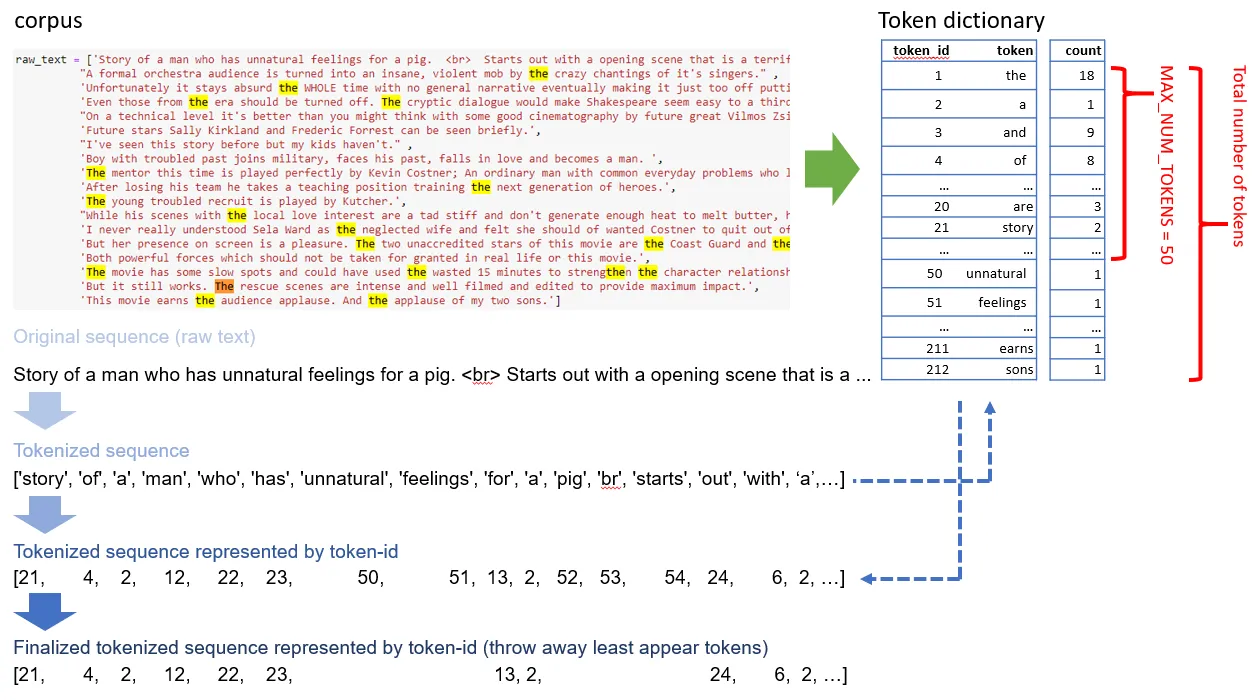 corpus
raw_text = ['Story of a man who has unnatural feelings for a pig.  <br>  Starts out with a opening scene that is a terrif
"A formal orchestra audience is turned into an insane, violent mob by the crazy chantings of it's singers." ,
'Unfortunately it stays absurd the WHOLE time with no general narrative eventually making it just too off putti
'Even those from the era should be turned off. The cryptic dialogue would make Shakespeare seem easy to a third
"On a technical level it's better than you might think with some good cinematography by future great Vilmos Zsi
'Future stars Sally Kirkland and Frederic Forrest can be seen briefly.',
"I've seen this story before but my kids haven't." ,
'Boy with troubled past joins military, faces his past, falls in love and becomes a man. ',
'The mentor this time is played perfectly by Kevin Costner; An ordinary man with common everyday problems who l
'After losing his team he takes a teaching position training the next generation of heroes.',
'The young troubled recruit is played by Kutcher.',
"While his scenes with the local love interest are a tad stiff and don't generate enough heat to melt butter, h
'I never really understood Sela Ward as the neglected wife and felt she should of wanted Costner to quit out of
'But her presence on screen is a pleasure. The two unaccredited stars of this movie are the Coast Guard and the
'Both powerful forces which should not be taken for granted in real life or this movie.',
'The movie has some slow spots and could have used the wasted 15 minutes to strengthen the character relationsh
'But it still works. The rescue scenes are intense and well filmed and edited to provide maximum impact.',
'This movie earns the audience applause. And the applause of my two sons.']
Token dictionary
token_id token count
1 the 18
2 a 1
3 and 9
4 of 8
... ... ...
20 are 3
21 story 2
... ... ...
50 unnatural 1
51 feelings 1
... ... ...
211 earns 1
212 sons 1
MAX_NUM_TOKENS = 50
Total number of tokens
Original sequence (raw text)
Story of a man who has unnatural feelings for a pig. <br> Starts out with a opening scene that is a ...
Tokenized sequence
['story', 'of', 'a', 'man', 'who', 'has', 'unnatural', 'feelings', 'for', 'a', 'pig', 'br', 'starts', 'out', 'with', ‘a’,…]
Tokenized sequence represented by token-id
[21, 4, 2, 12, 22, 23, 50, 51, 13, 2, 52, 53, 54, 24, 6, 2, …]
Finalized tokenized sequence represented by token-id (throw away least appear tokens)
[21, 4, 2, 12, 22, 23, 13, 2, 24, 6, 2, …]